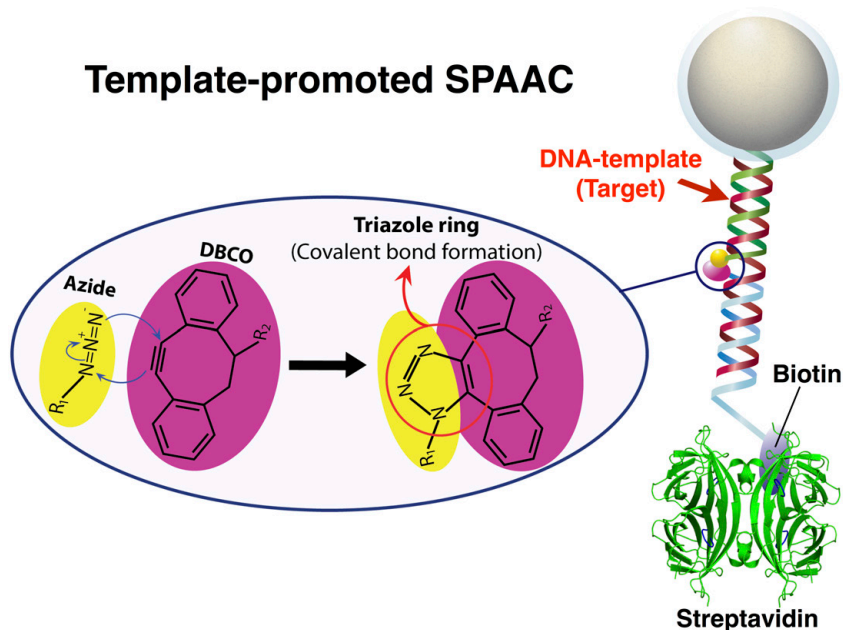 Template-promoted SPAAC
DNA-template
(Target)
Triazole ring
(Covalent bond formation)
DBCO
Azide
N=N=N
+
-
R1
R2
N
N
N
R1
R2
Biotin
Streptavidin